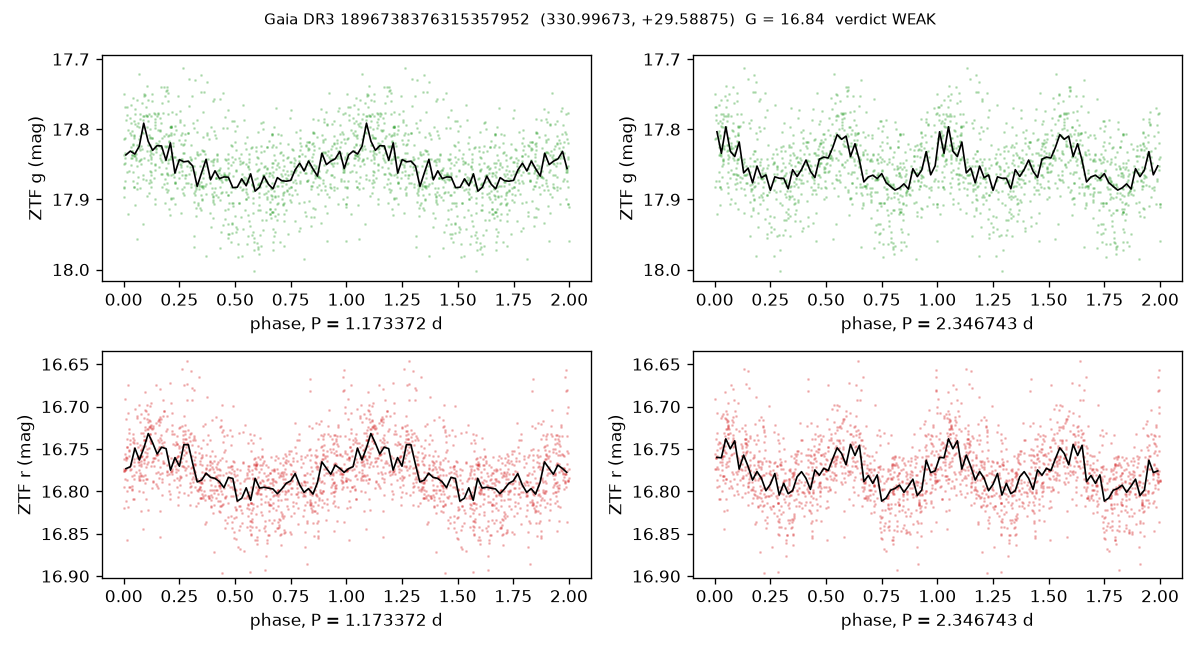 Gaia DR3 1896738376315357952 (330.99673, +29.58875) G = 16.84 verdict WEAK
17.7
17.8
17.9
18.0
ZTF g (mag)
0.00 0.25 0.50 0.75 1.00 1.25 1.50 1.75 2.00
phase, P = 1.173372 d
17.7
17.8
17.9
18.0
ZTF g (mag)
0.00 0.25 0.50 0.75 1.00 1.25 1.50 1.75 2.00
phase, P = 2.346743 d
16.65
16.70
16.75
16.80
16.85
16.90
ZTF r (mag)
0.00 0.25 0.50 0.75 1.00 1.25 1.50 1.75 2.00
phase, P = 1.173372 d
16.65
16.70
16.75
16.80
16.85
16.90
ZTF r (mag)
0.00 0.25 0.50 0.75 1.00 1.25 1.50 1.75 2.00
phase, P = 2.346743 d